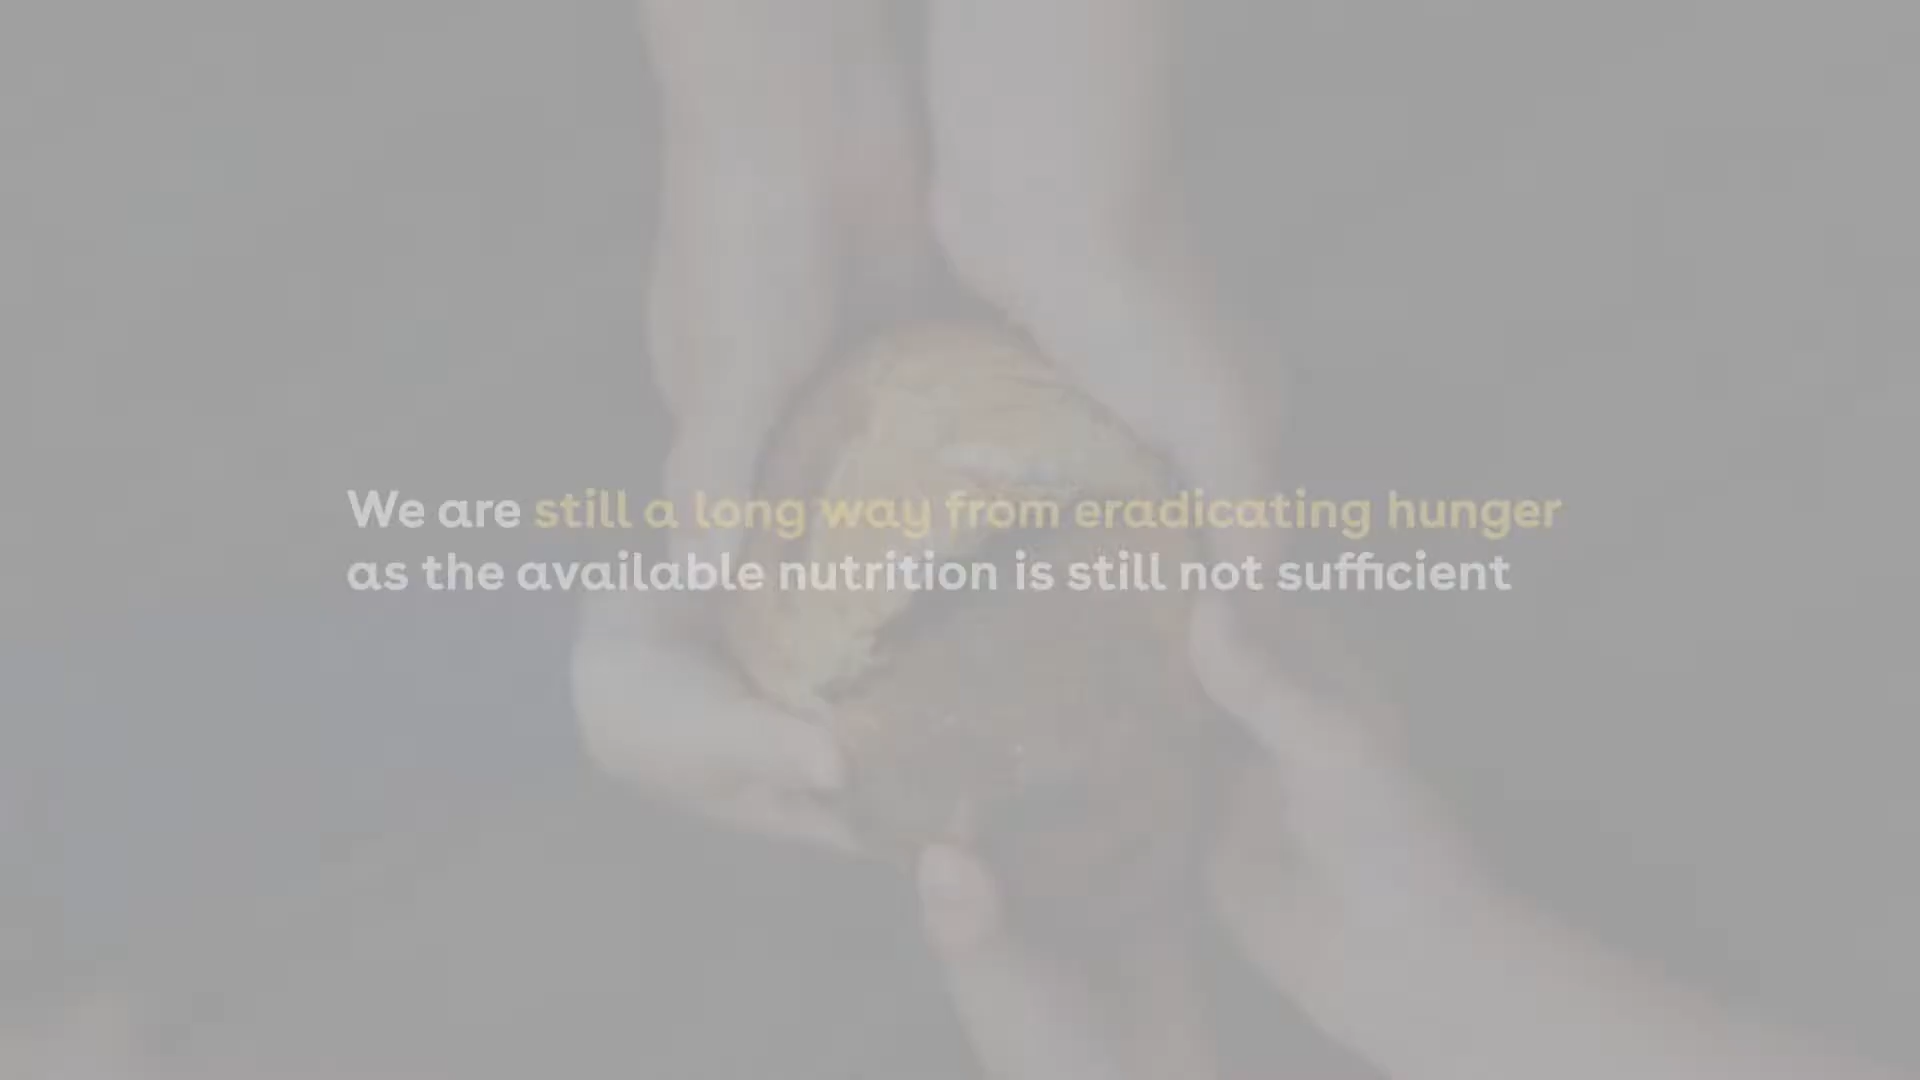 We are still a long way from eradicating hunger
as the available nutrition is still not sufficient